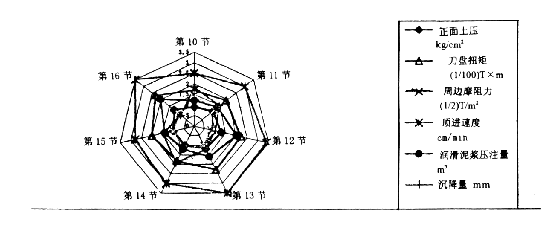 第 10 节
第 11 节
第 12 节
第 13 节
第 14 节
第 15 节
第 16 节
正面土压
kg/cm²
刀盘扭矩
(1/100)T×m
周边摩阻力
(1/2)T/m²
顶进速度
cm/min
润滑泥浆压注量
m³
沉降量 mm